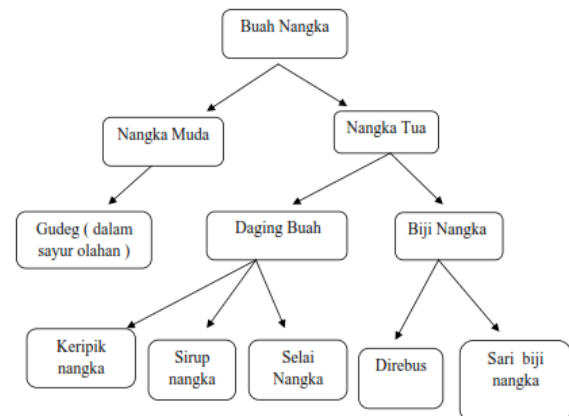 Buah Nangka
Nangka Muda
Nangka Tua
Gudeg ( dalam
sayur olahan )
Daging Buah
Biji Nangka
Keripik
nangka
Sirup
nangka
Selai
Nangka
Direbus
Sari biji
nangka